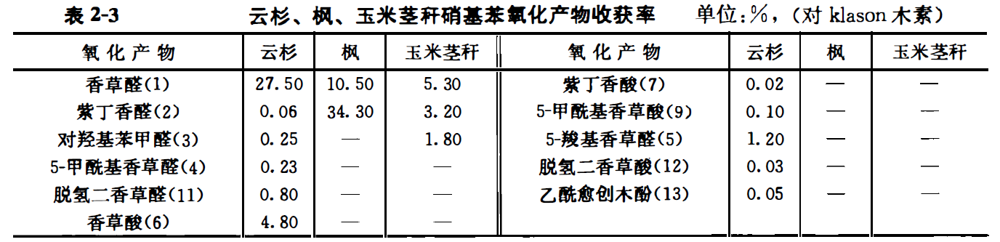 表 2-3 云杉、枫、玉米茎秆硝基苯氧化产物收获率 单位:%,(对 klason 木素)
氧化产物 云杉 枫 玉米茎秆 氧化产物 云杉 枫 玉米茎秆
香草醛(1) 27.50 10.50 5.30 紫丁香酸(7) 0.02 — —
紫丁香醛(2) 0.06 34.30 3.20 5-甲酰基香草酸(9) 0.10 — —
对羟基苯甲醛(3) 0.25 — 1.80 5-羧基香草醛(5) 1.20 — —
5-甲酰基香草醛(4) 0.23 — — 脱氢二香草酸(12) 0.03 — —
脱氢二香草醛(11) 0.80 — — 乙酰愈创木酚(13) 0.05 — —
香草酸(6) 4.80 — —